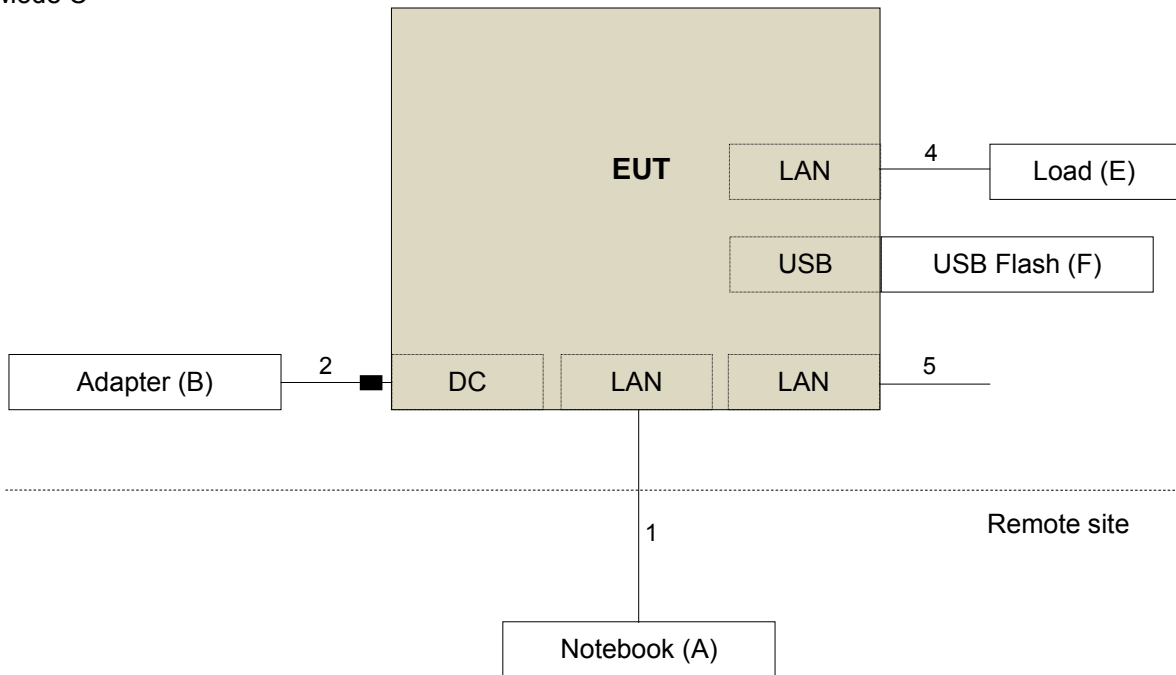 EUT
LAN
4
Load (E)
USB
USB Flash (F)
Adapter (B)
2
DC
LAN
LAN
5
1
Remote site
Notebook (A)